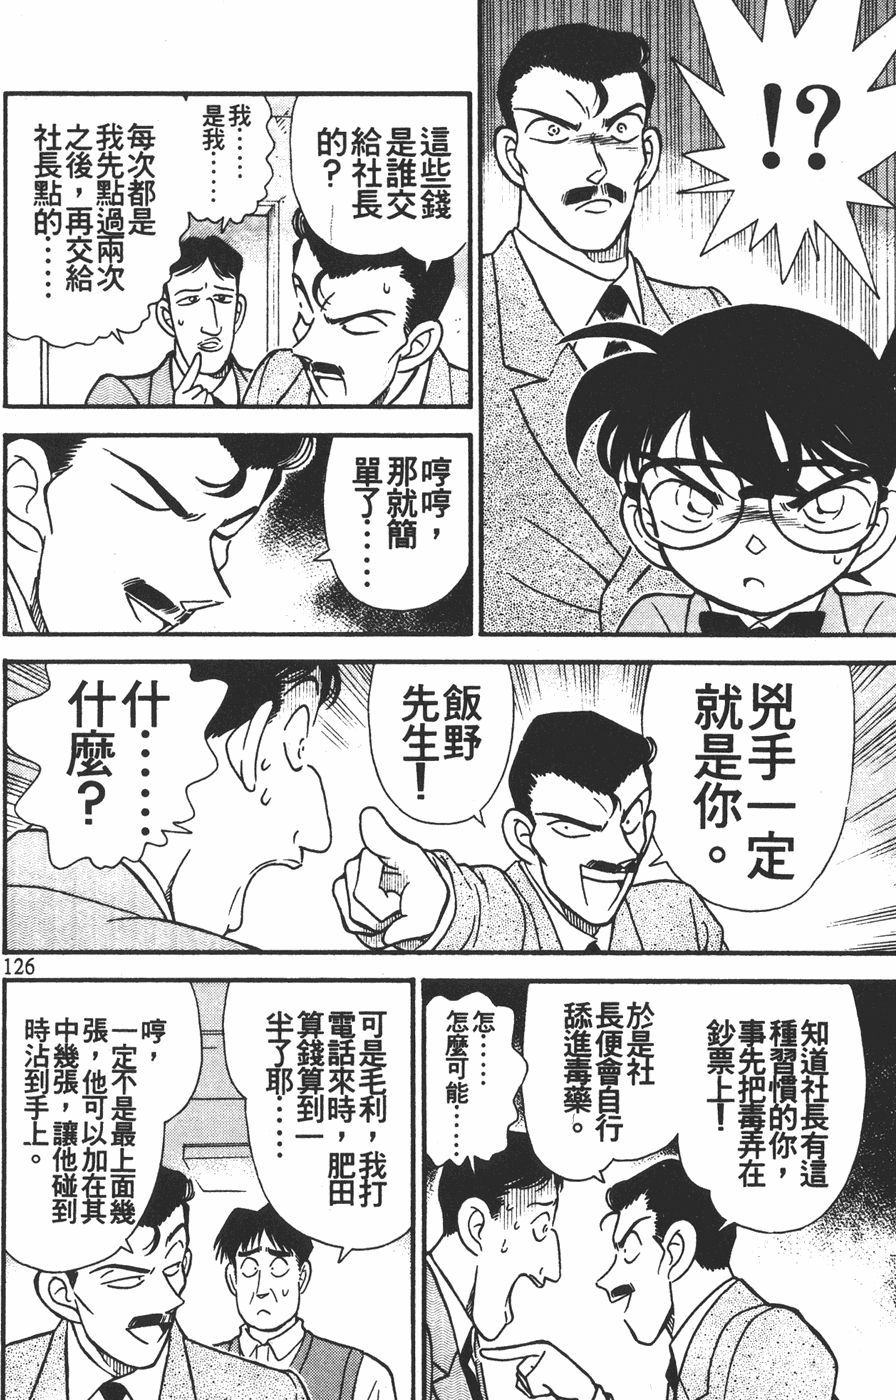 !?
這些錢
是誰交
給社長
的？
我……
是我……
每次都是
我先點過兩次
之後，再交給
社長點的……
哼哼，
那就簡
單了……
兇手一定
就是你。
飯野
先生！
什……
什麼？
知道社長有這
種習慣的你，
事先把毒弄在
鈔票上！
於是社
長便會自行
舔進毒藥。
怎……
怎麼可能……
可是毛利，我打
電話來時，肥田
算錢算到一
半了耶……
哼，
一定不是最上面幾
張，他可以加在其
中幾張，讓他碰到
時沾到手上。
126